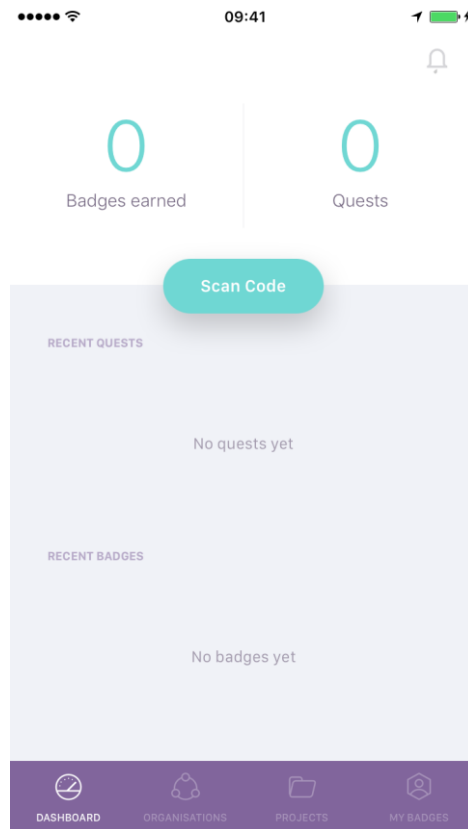 09:41
0 0
Badges earned Quests
Scan Code
RECENT QUESTS
No quests yet
RECENT BADGES
No badges yet
DASHBOARD ORGANISATIONS PROJECTS MY BADGES